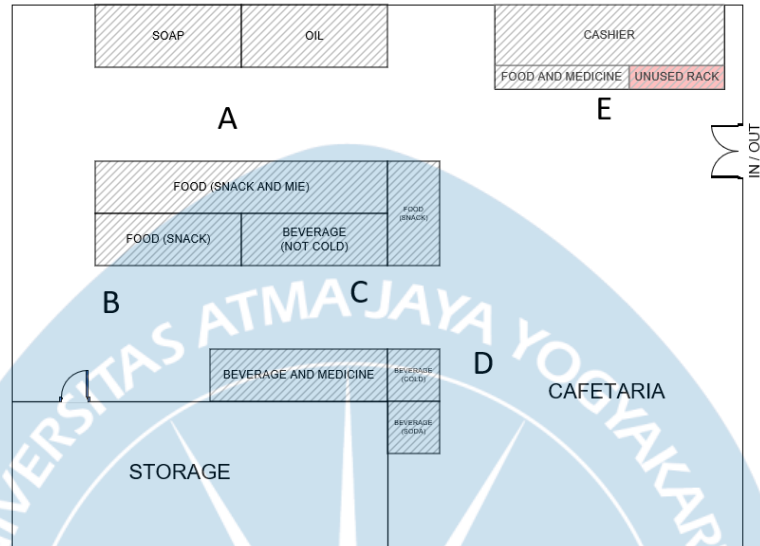 SOAP
OIL
CASHIER
FOOD AND MEDICINE
UNUSED RACK
A
E
IN / OUT
FOOD (SNACK AND MIE)
FOOD
(SNACK)
FOOD (SNACK)
BEVERAGE
(NOT COLD)
B
C
UNIVERSITAS ATMA JAYA YOGYAKAR
BEVERAGE AND MEDICINE
BEVERAGE
(COLD)
D
CAFETARIA
BEVERAGE
(SODA)
STORAGE